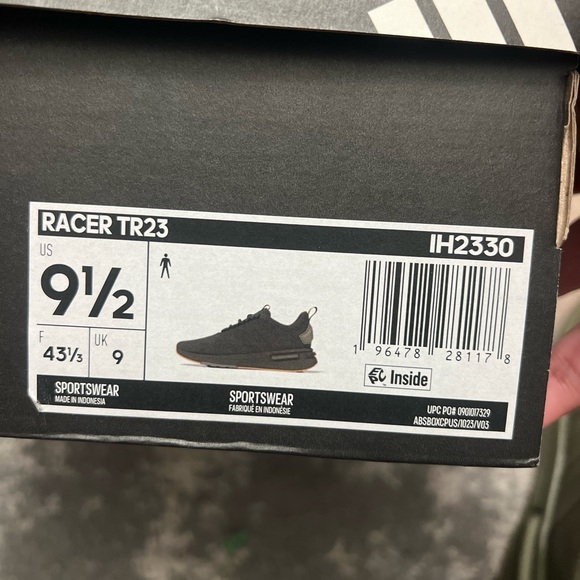 RACER TR23
IH2330
US
9½
F
43⅓
UK
9
1 96478 28117 8
Inside
SPORTSWEAR
MADE IN INDONESIA
SPORTSWEAR
FABRIQUÉ EN INDONÉSIE
UPC PO# 0901017329
ABSBOXCPUS/1023/V03